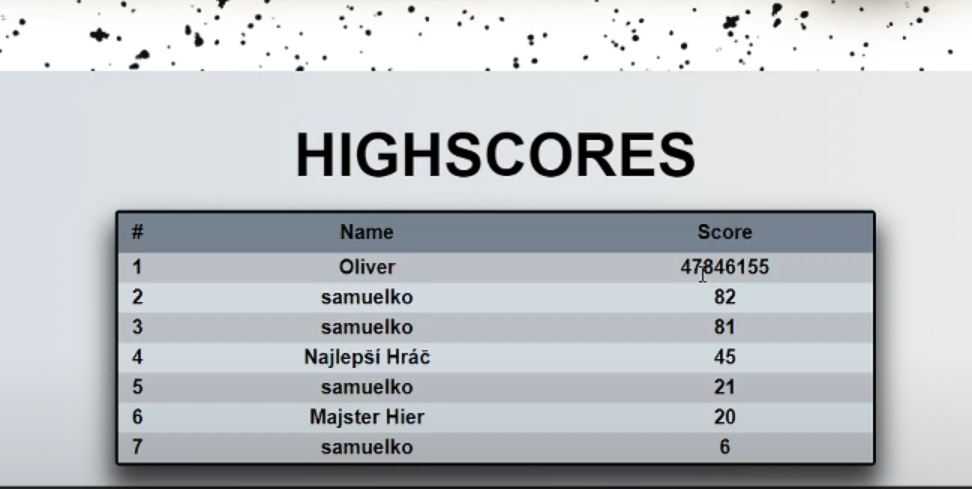 HIGHSCORES
# Name Score
1 Oliver 47846155
2 samuelko 82
3 samuelko 81
4 Najlepší Hráč 45
5 samuelko 21
6 Majster Hier 20
7 samuelko 6